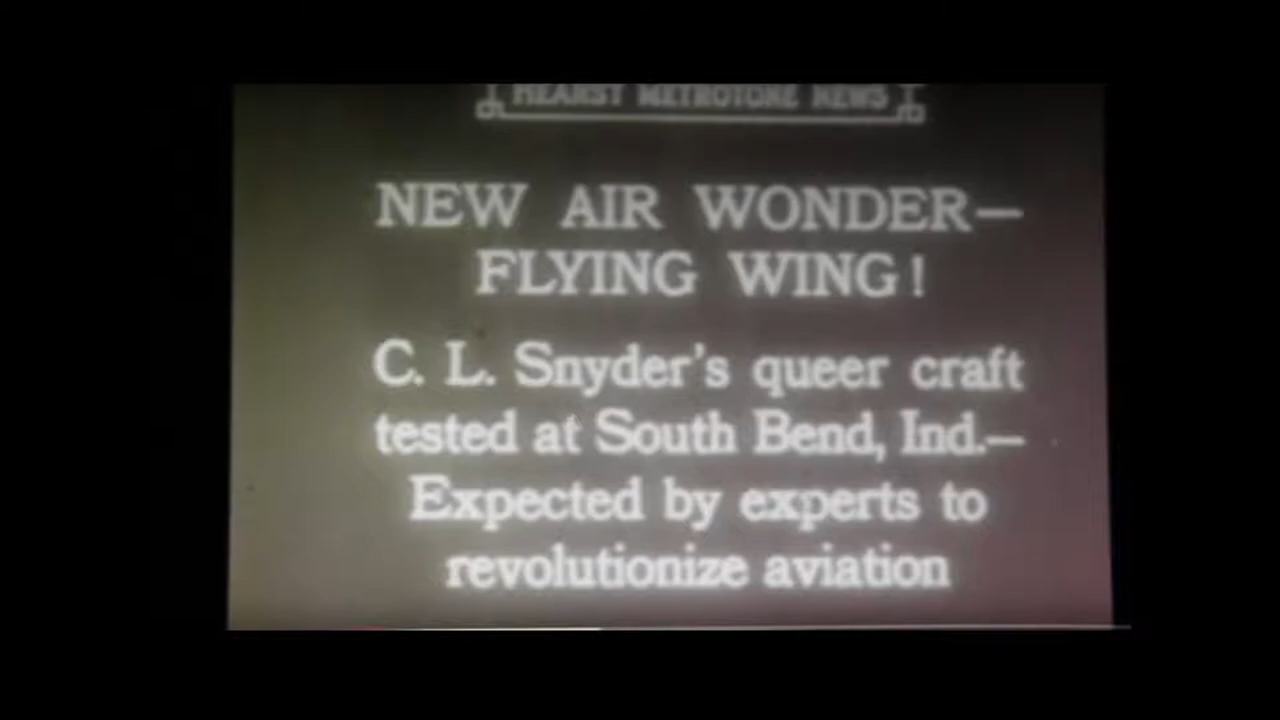 HEARST METROTONE NEWS
NEW AIR WONDER—
FLYING WING!
C. L. Snyder's queer craft
tested at South Bend, Ind.—
Expected by experts to
revolutionize aviation